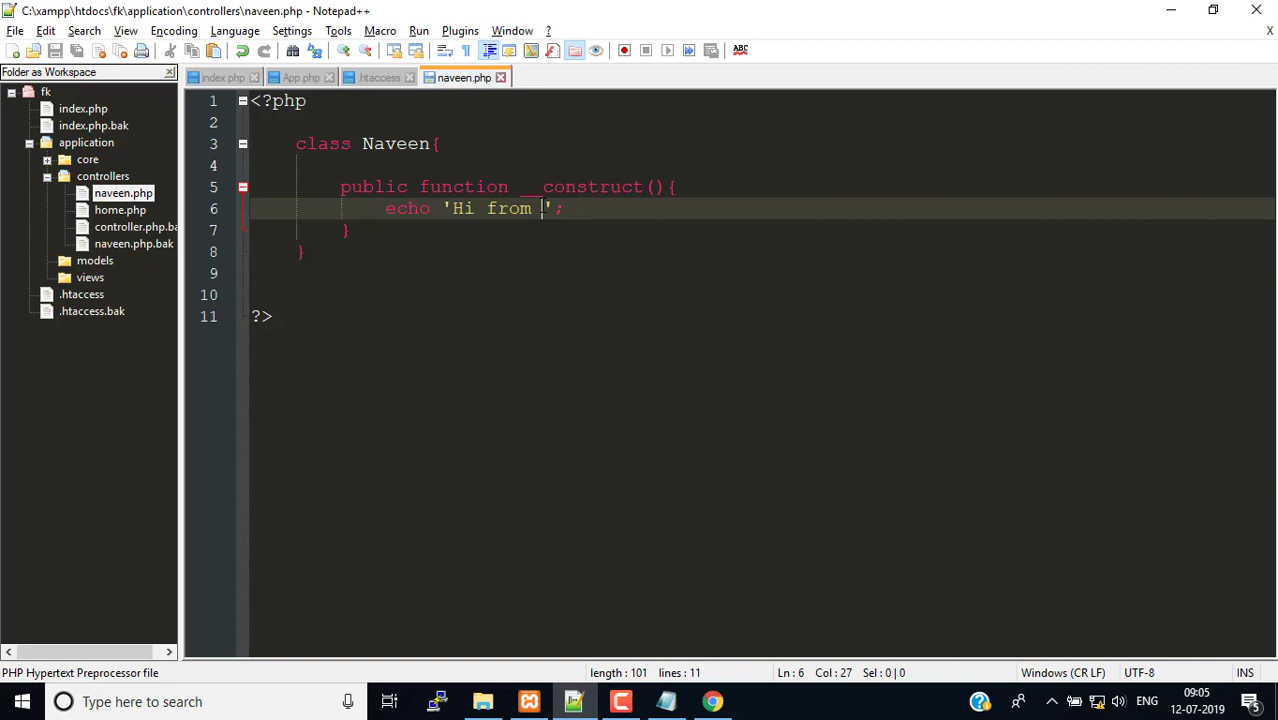 C:\xampp\htdocs\fk\application\controllers\naveen.php - Notepad++
File Edit Search View Encoding Language Settings Tools Macro Run Plugins Window ? X
ABC
Folder as Workspace
index.php App.php .htaccess naveen.php
fk
index.php
index.php.bak
application
core
controllers
naveen.php
home.php
controller.php.ba
naveen.php.bak
models
views
.htaccess
.htaccess.bak
1 <?php
2
3 class Naveen{
4
5 public function __construct(){
6 echo 'Hi from ';
7 }
8 }
9
10
11 ?>
PHP Hypertext Preprocessor file length : 101 lines : 11 Ln : 6 Col : 27 Sel : 0 | 0 Windows (CR LF) UTF-8 INS
Type here to search
ENG
09:05
12-07-2019
5